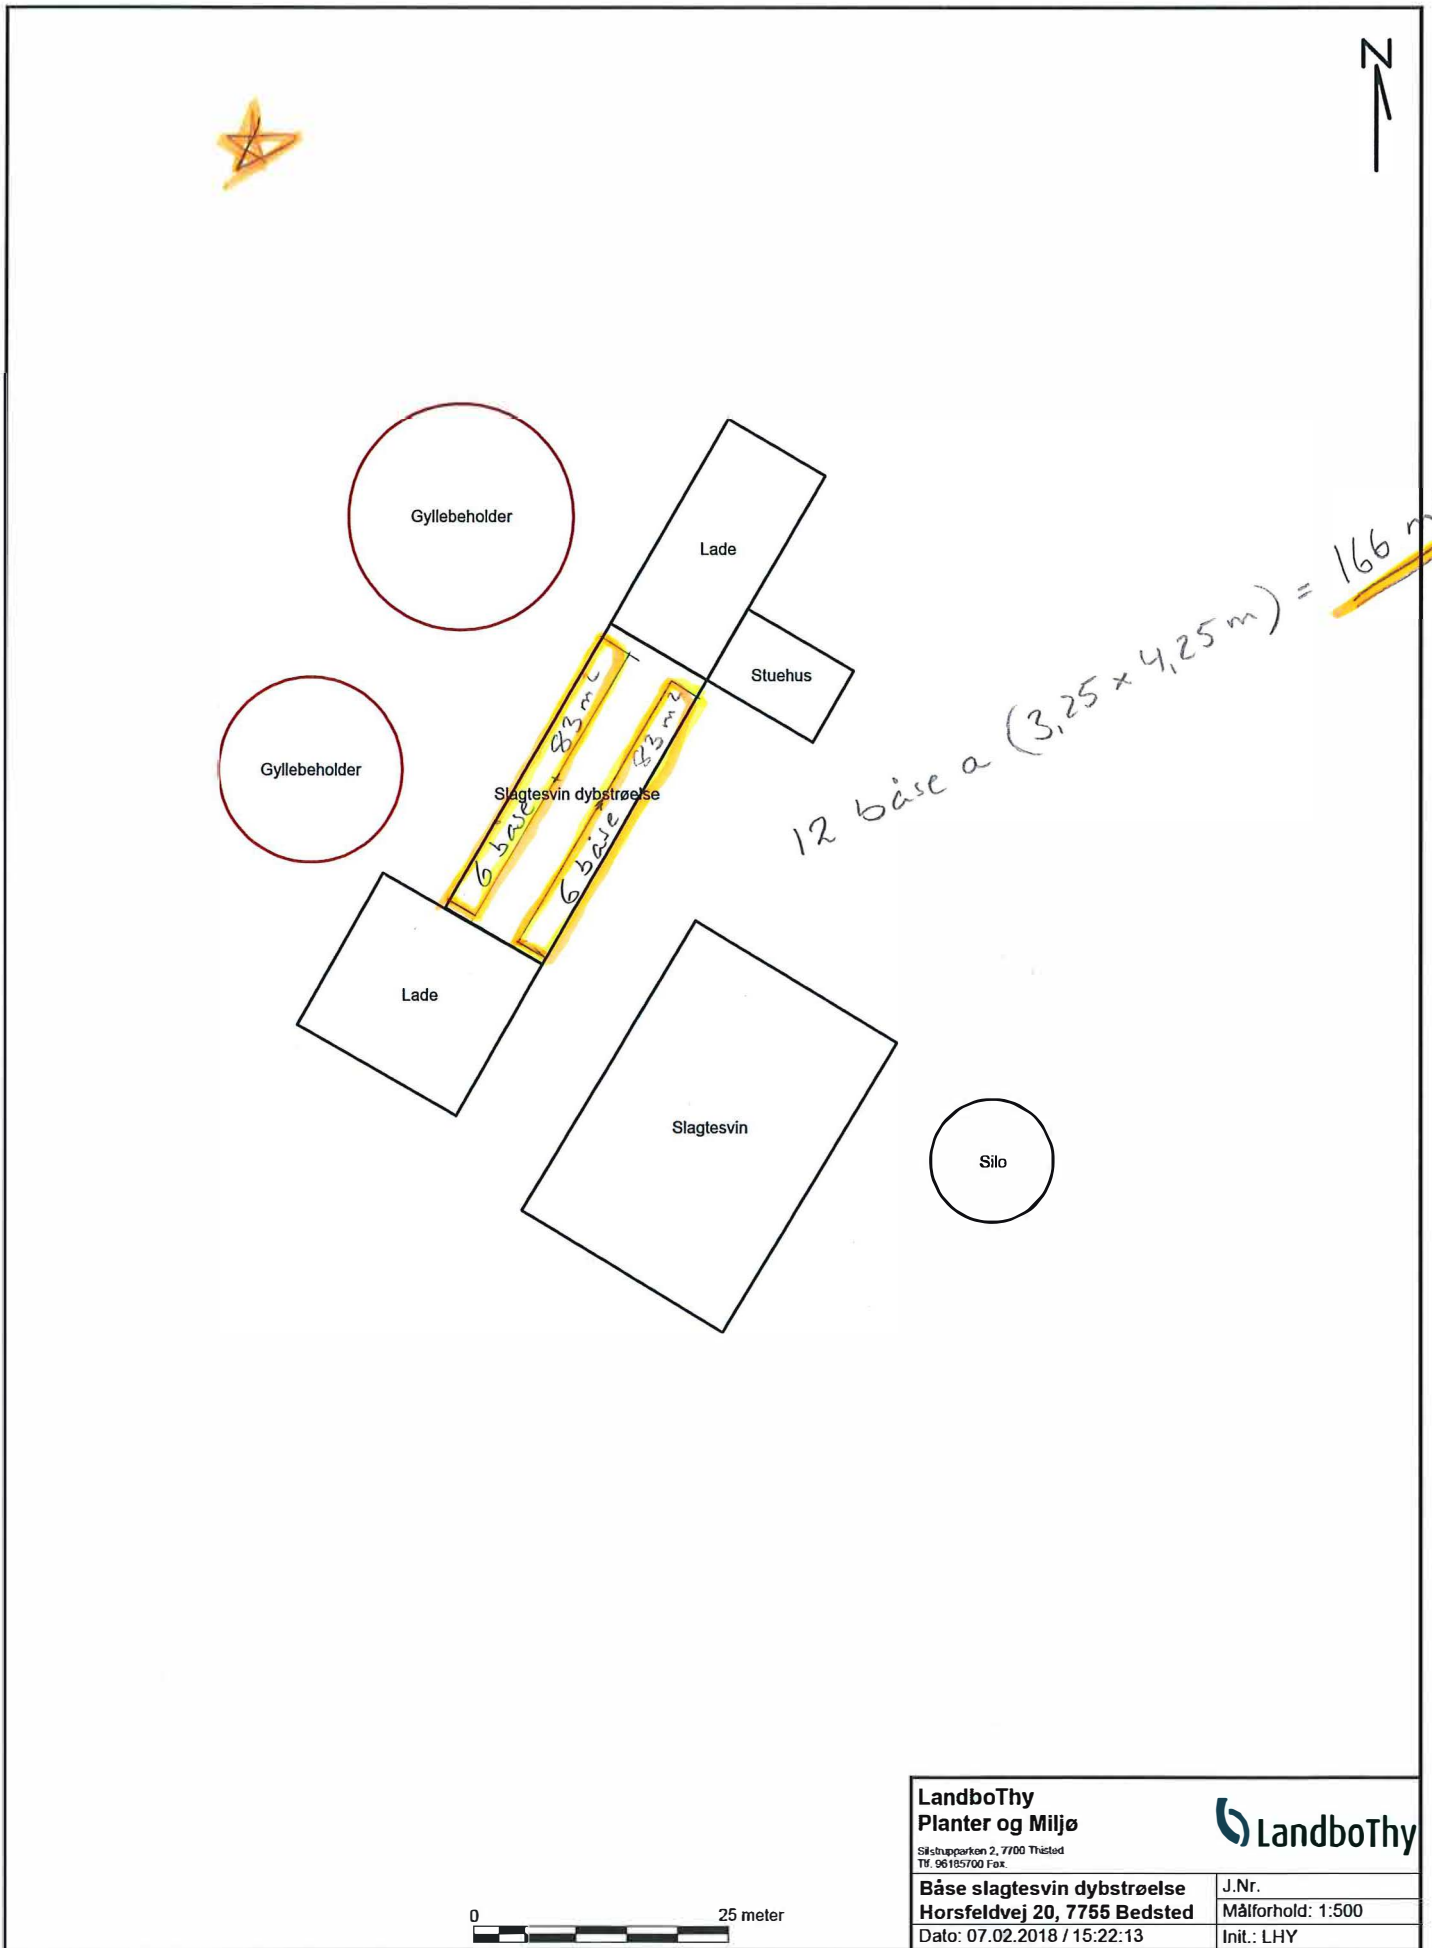 N
Gyllebeholder
Lade
12 båse a (3,25 x 4,25 m) = 166 m
Stuehus
Gyllebeholder
6 båse 83 m2
Slagtesvin dybstrøelse
6 båse 83 m2
Lade
Slagtesvin
Silo
LandboThy
Planter og Miljø
LandboThy
Silstrupparken 2, 7700 Thisted
Tlf. 96185700 Fax.
Båse slagtesvin dybstrøelse
Horsfeldvej 20, 7755 Bedsted
J.Nr.
Målforhold: 1:500
Dato: 07.02.2018 / 15:22:13
Init.: LHY
0 25 meter